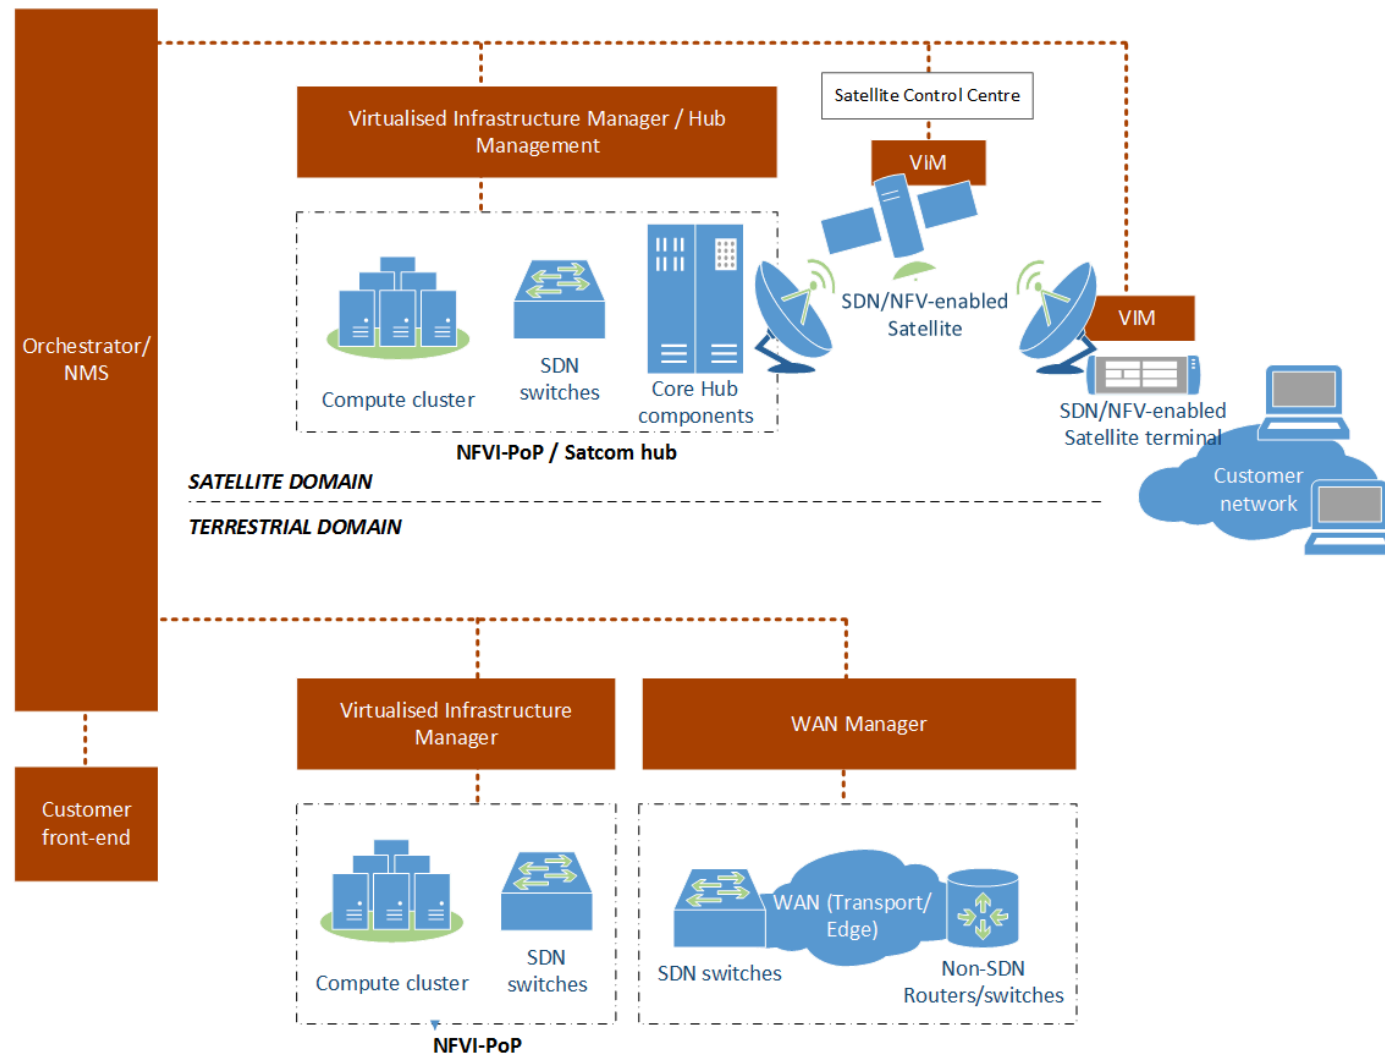 Satellite Control Centre
Virtualised Infrastructure Manager / Hub
Management
VIM
SDN/NFV-enabled
Satellite
VIM
Orchestrator/
NMS
SDN
switches
Compute cluster
Core Hub
components
SDN/NFV-enabled
Satellite terminal
NFVI-PoP / Satcom hub
Customer
network
SATELLITE DOMAIN
TERRESTRIAL DOMAIN
Virtualised Infrastructure
Manager
WAN Manager
Customer
front-end
WAN (Transport/
Edge)
Compute cluster
SDN
switches
SDN switches
Non-SDN
Routers/switches
NFVI-PoP